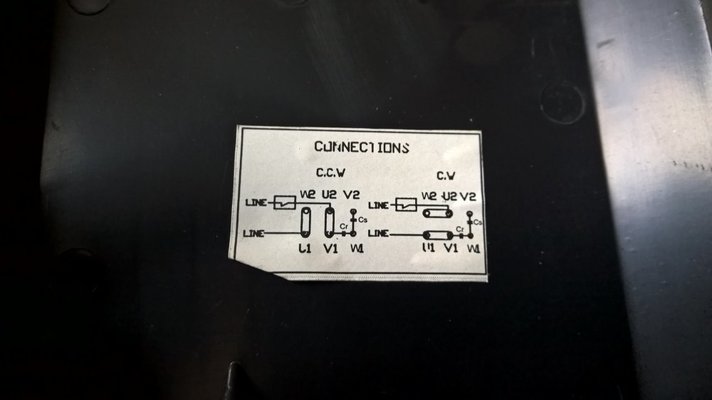 CONNECTIONS
C.C.W
C.W
W2 U2 V2
W2 U2 V2
LINE
LINE
Cs
Cs
Cr
Cr
LINE
LINE
U1 V1 W1
U1 V1 W1